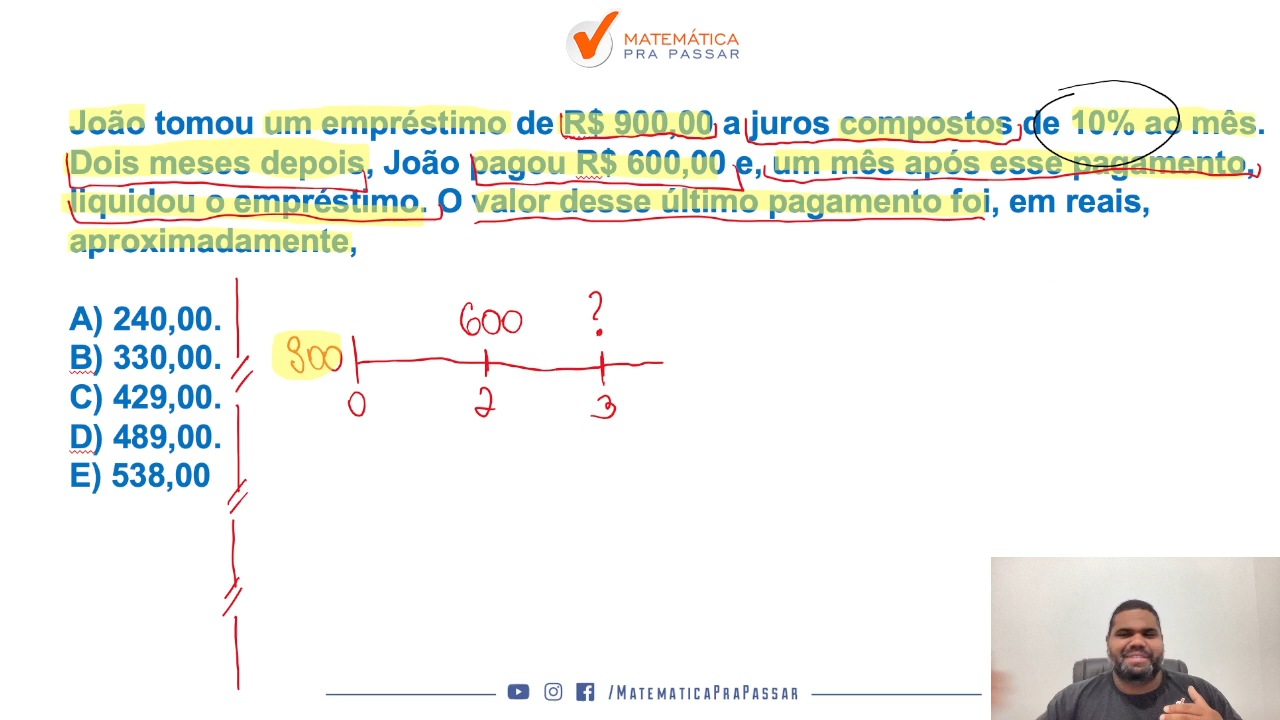 MATEMÁTICA
PRA PASSAR
João tomou um empréstimo de R$ 900,00 a juros compostos de 10% ao mês.
Dois meses depois, João pagou R$ 600,00 e, um mês após esse pagamento,
liquidou o empréstimo. O valor desse último pagamento foi, em reais,
aproximadamente,
A) 240,00.
B) 330,00.
C) 429,00.
D) 489,00.
E) 538,00
600 ?
900
0 2 3
/MATEMATICAPRAPASSAR